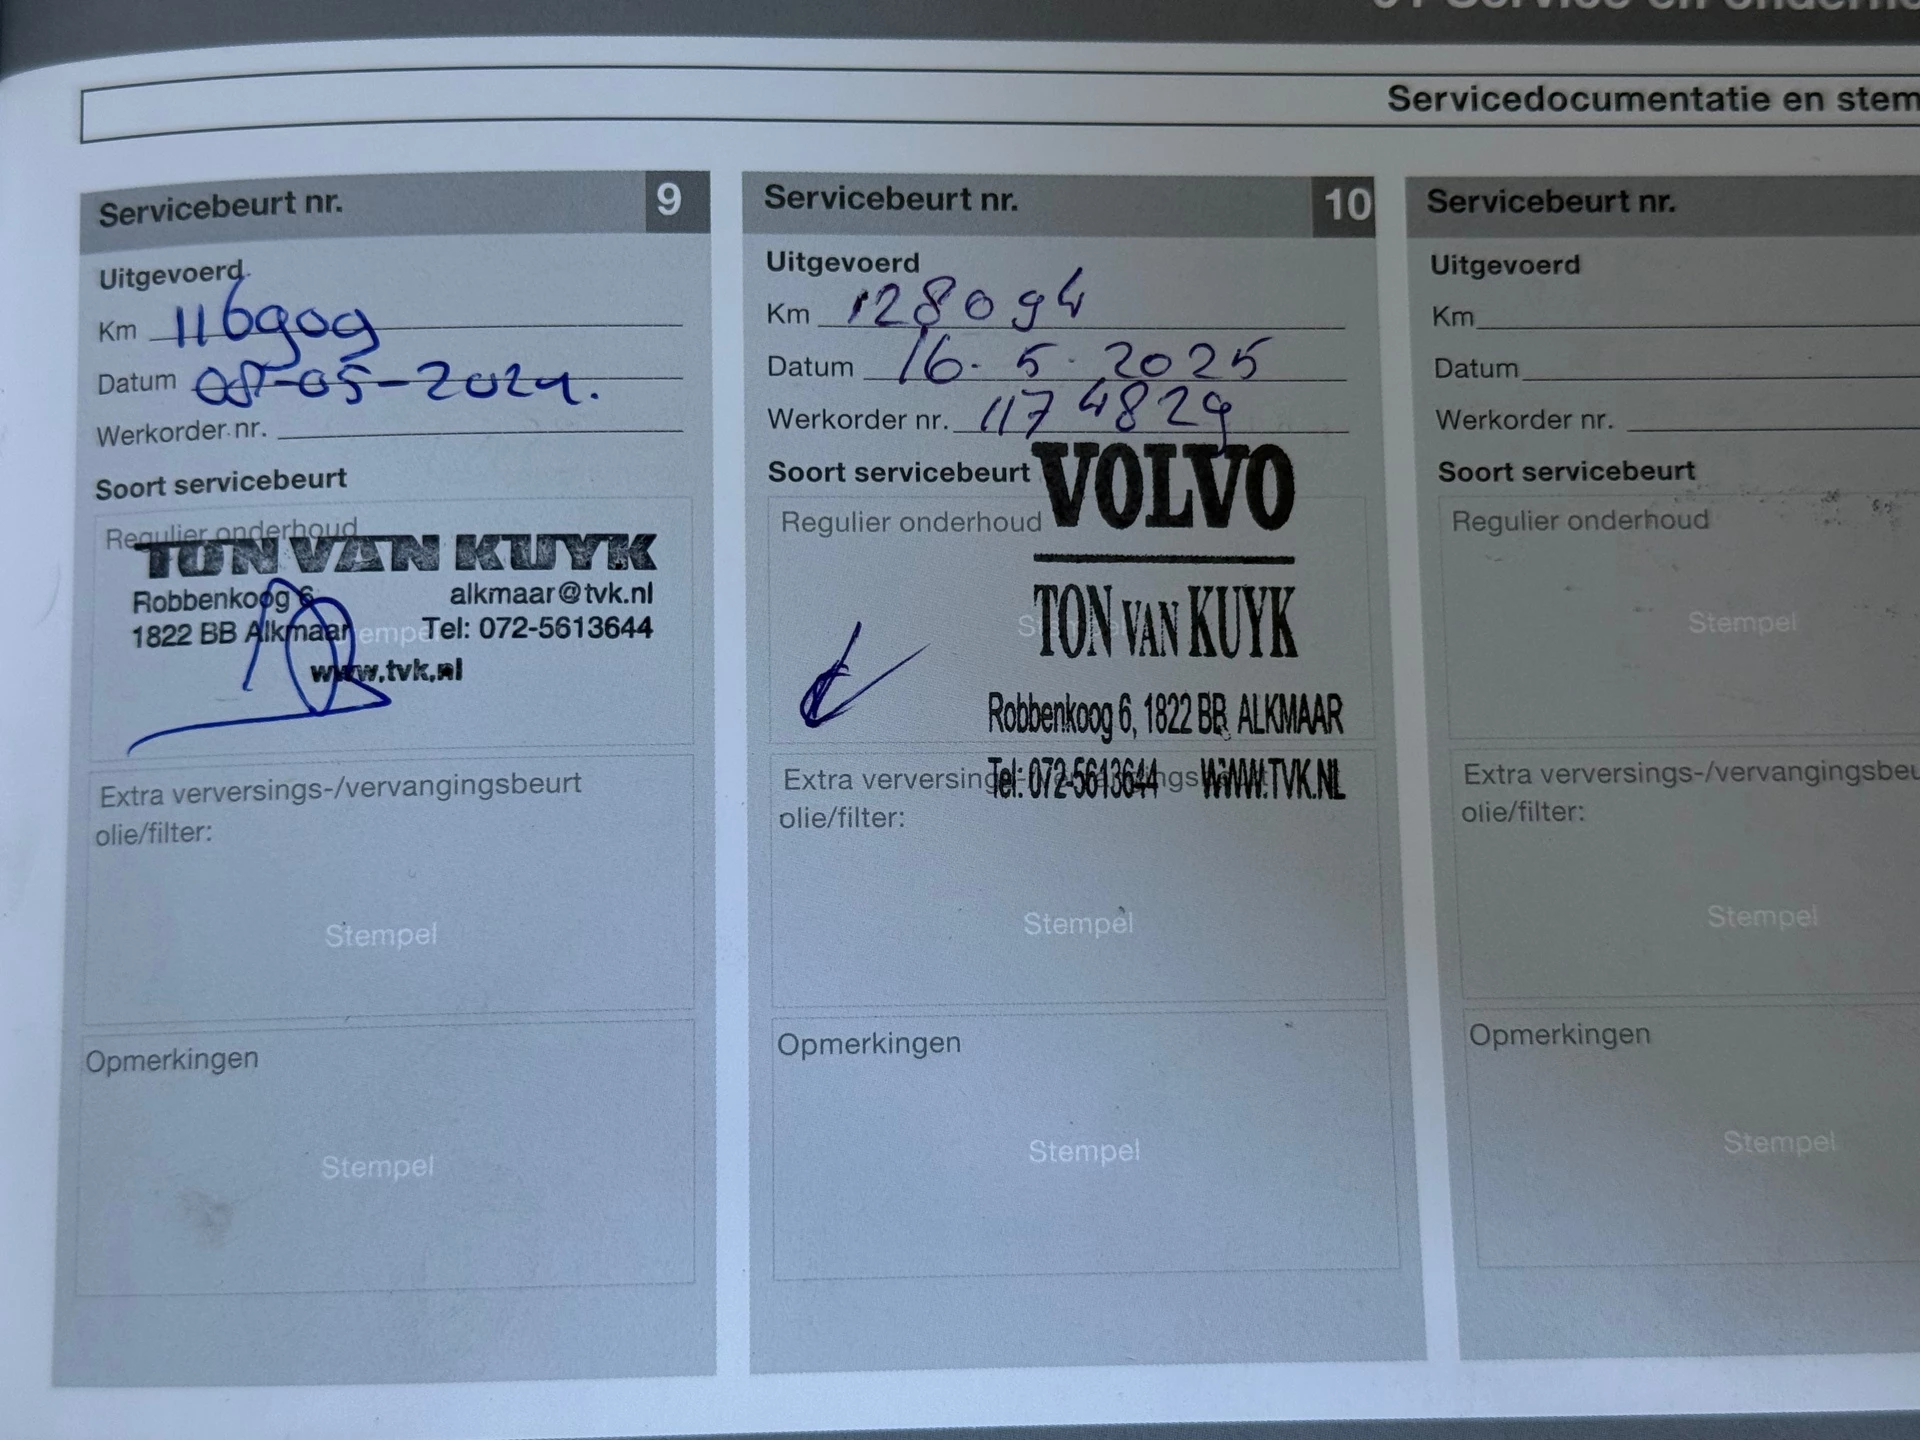 Servicedocumentatie en stem
Servicebeurt nr. 9
Uitgevoerd
Km 116909
Datum 08-05-2024.
Werkorder nr.
Soort servicebeurt
Regulier onderhoud
TON VAN KUYK
Robbenkoog 6 alkmaar@tvk.nl
1822 BB Alkmaar Tel: 072-5613644
www.tvk.nl
Extra verversings-/vervangingsbeurt
olie/filter:
Stempel
Opmerkingen
Stempel
Servicebeurt nr. 10
Uitgevoerd
Km 128094
Datum 16-5-2025
Werkorder nr. 1174829
Soort servicebeurt
VOLVO
Regulier onderhoud
TON VAN KUYK
Robbenkoog 6, 1822 BB ALKMAAR
Tel: 072-5613644 WWW.TVK.NL
Extra verversings
olie/filter:
Stempel
Opmerkingen
Stempel
Servicebeurt nr.
Uitgevoerd
Km
Datum
Werkorder nr.
Soort servicebeurt
Regulier onderhoud
Stempel
Extra verversings-/vervangingsbeu
olie/filter:
Stempel
Opmerkingen
Stempel